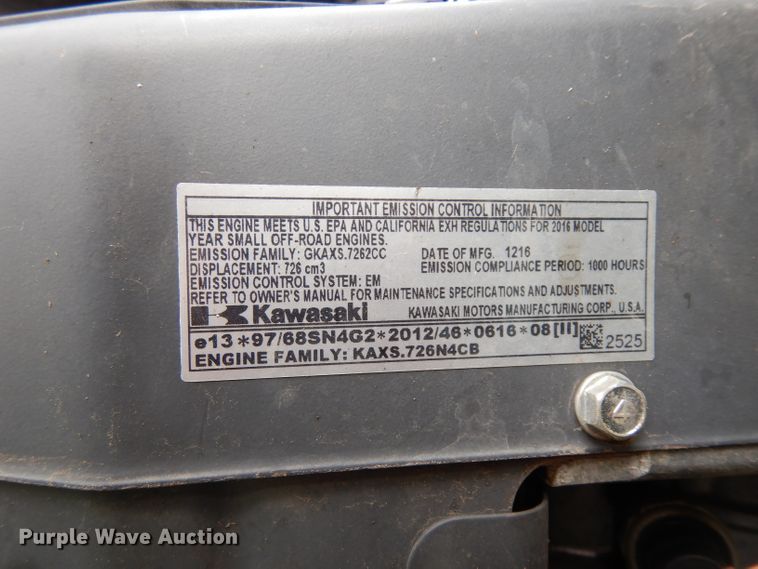 IMPORTANT EMISSION CONTROL INFORMATION
THIS ENGINE MEETS U.S. EPA AND CALIFORNIA EXH REGULATIONS FOR 2016 MODEL
YEAR SMALL OFF-ROAD ENGINES.
EMISSION FAMILY: GKAXS.7262CC DATE OF MFG. 1216
DISPLACEMENT: 726 cm3 EMISSION COMPLIANCE PERIOD: 1000 HOURS
EMISSION CONTROL SYSTEM: EM
REFER TO OWNER'S MANUAL FOR MAINTENANCE SPECIFICATIONS AND ADJUSTMENTS.
Kawasaki KAWASAKI MOTORS MANUFACTURING CORP., U.S.A.
e13*97/68SN4G2*2012/46*0616*08[II] 2525
ENGINE FAMILY: KAXS.726N4CB
Purple Wave Auction